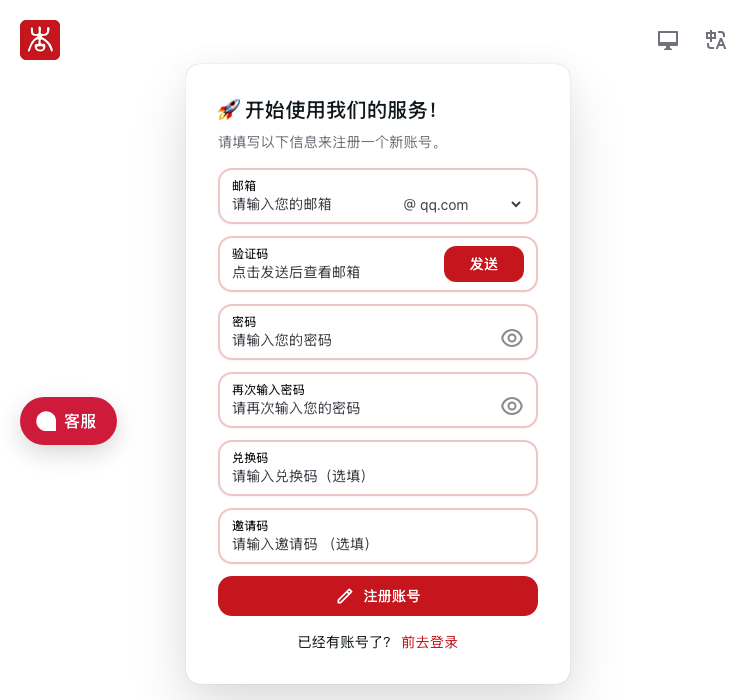 🚀 开始使用我们的服务！
请填写以下信息来注册一个新账号。
邮箱
请输入您的邮箱 @ qq.com
验证码
点击发送后查看邮箱 发送
密码
请输入您的密码
再次输入密码
请再次输入您的密码
客服
兑换码
请输入兑换码（选填）
邀请码
请输入邀请码 （选填）
注册账号
已经有账号了？ 前去登录